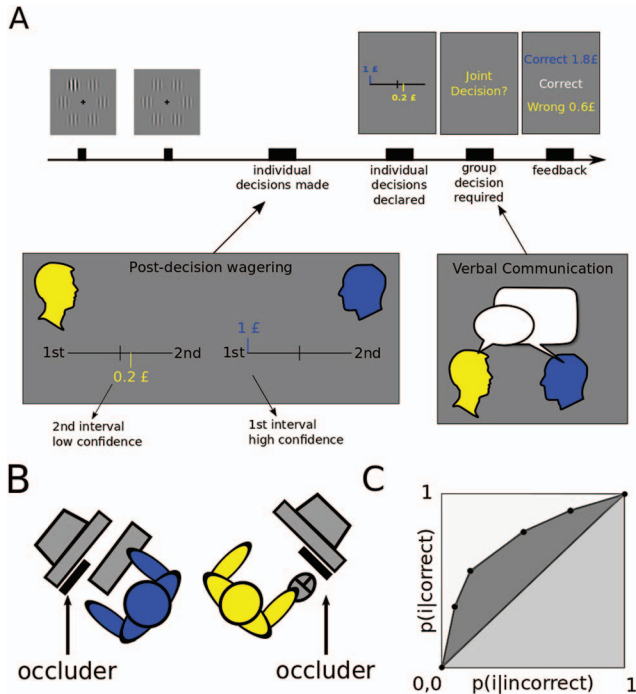 A
1 £
0.2 £
Joint
Decision?
Correct 1.8£
Correct
Wrong 0.6£
individual
decisions made
individual
decisions
declared
group
decision
required
feedback
Post-decision wagering
1st
2nd
0.2 £
1 £
1st
2nd
2nd interval
low confidence
1st interval
high confidence
Verbal Communication
B
occluder
occluder
C
1
p(i|correct)
0,0
p(i|incorrect)
1